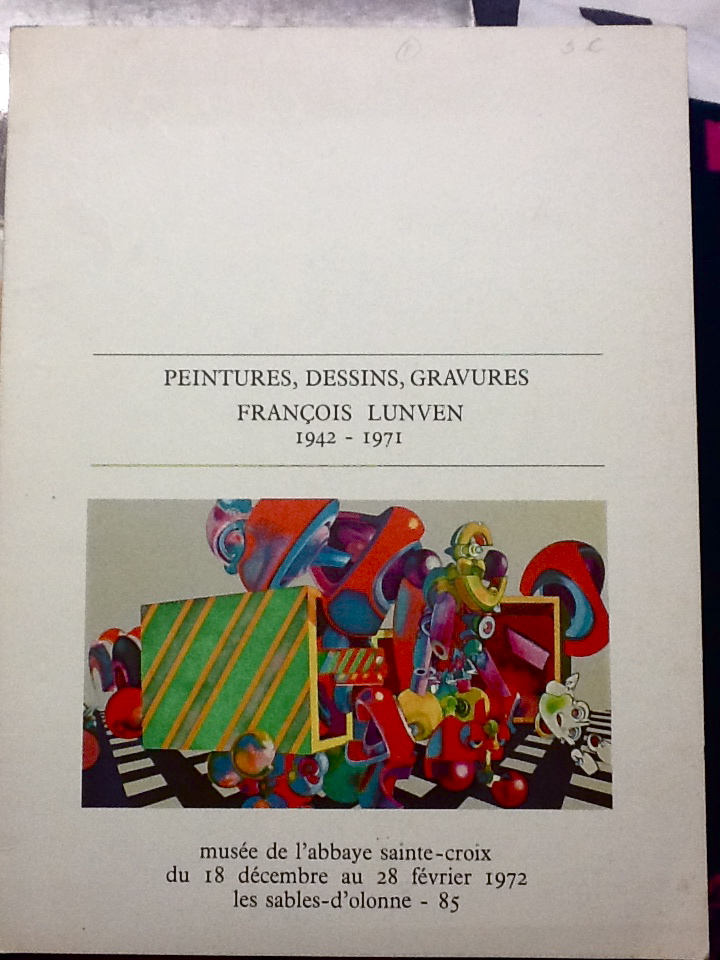 PEINTURES, DESSINS, GRAVURES
FRANÇOIS LUNVEN
1942 - 1971
musée de l'abbaye sainte-croix
du 18 décembre au 28 février 1972
les sables-d'olonne - 85